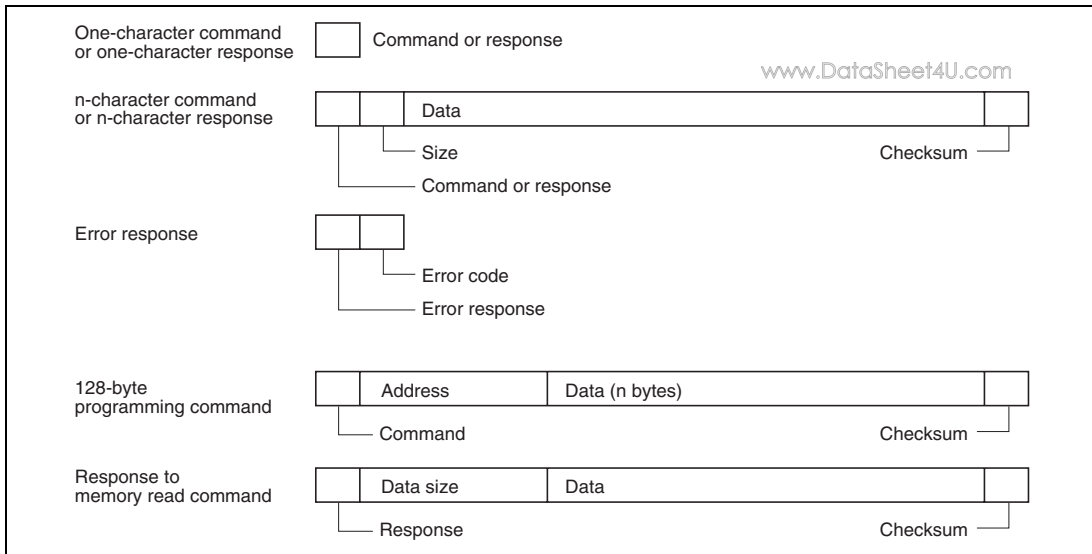 One-character command
or one-character response
Command or response
www.DataSheet4U.com
n-character command
or n-character response
Data
Size
Checksum
Command or response
Error response
Error code
Error response
128-byte
programming command
Address
Data (n bytes)
Command
Checksum
Response to
memory read command
Data size
Data
Response
Checksum